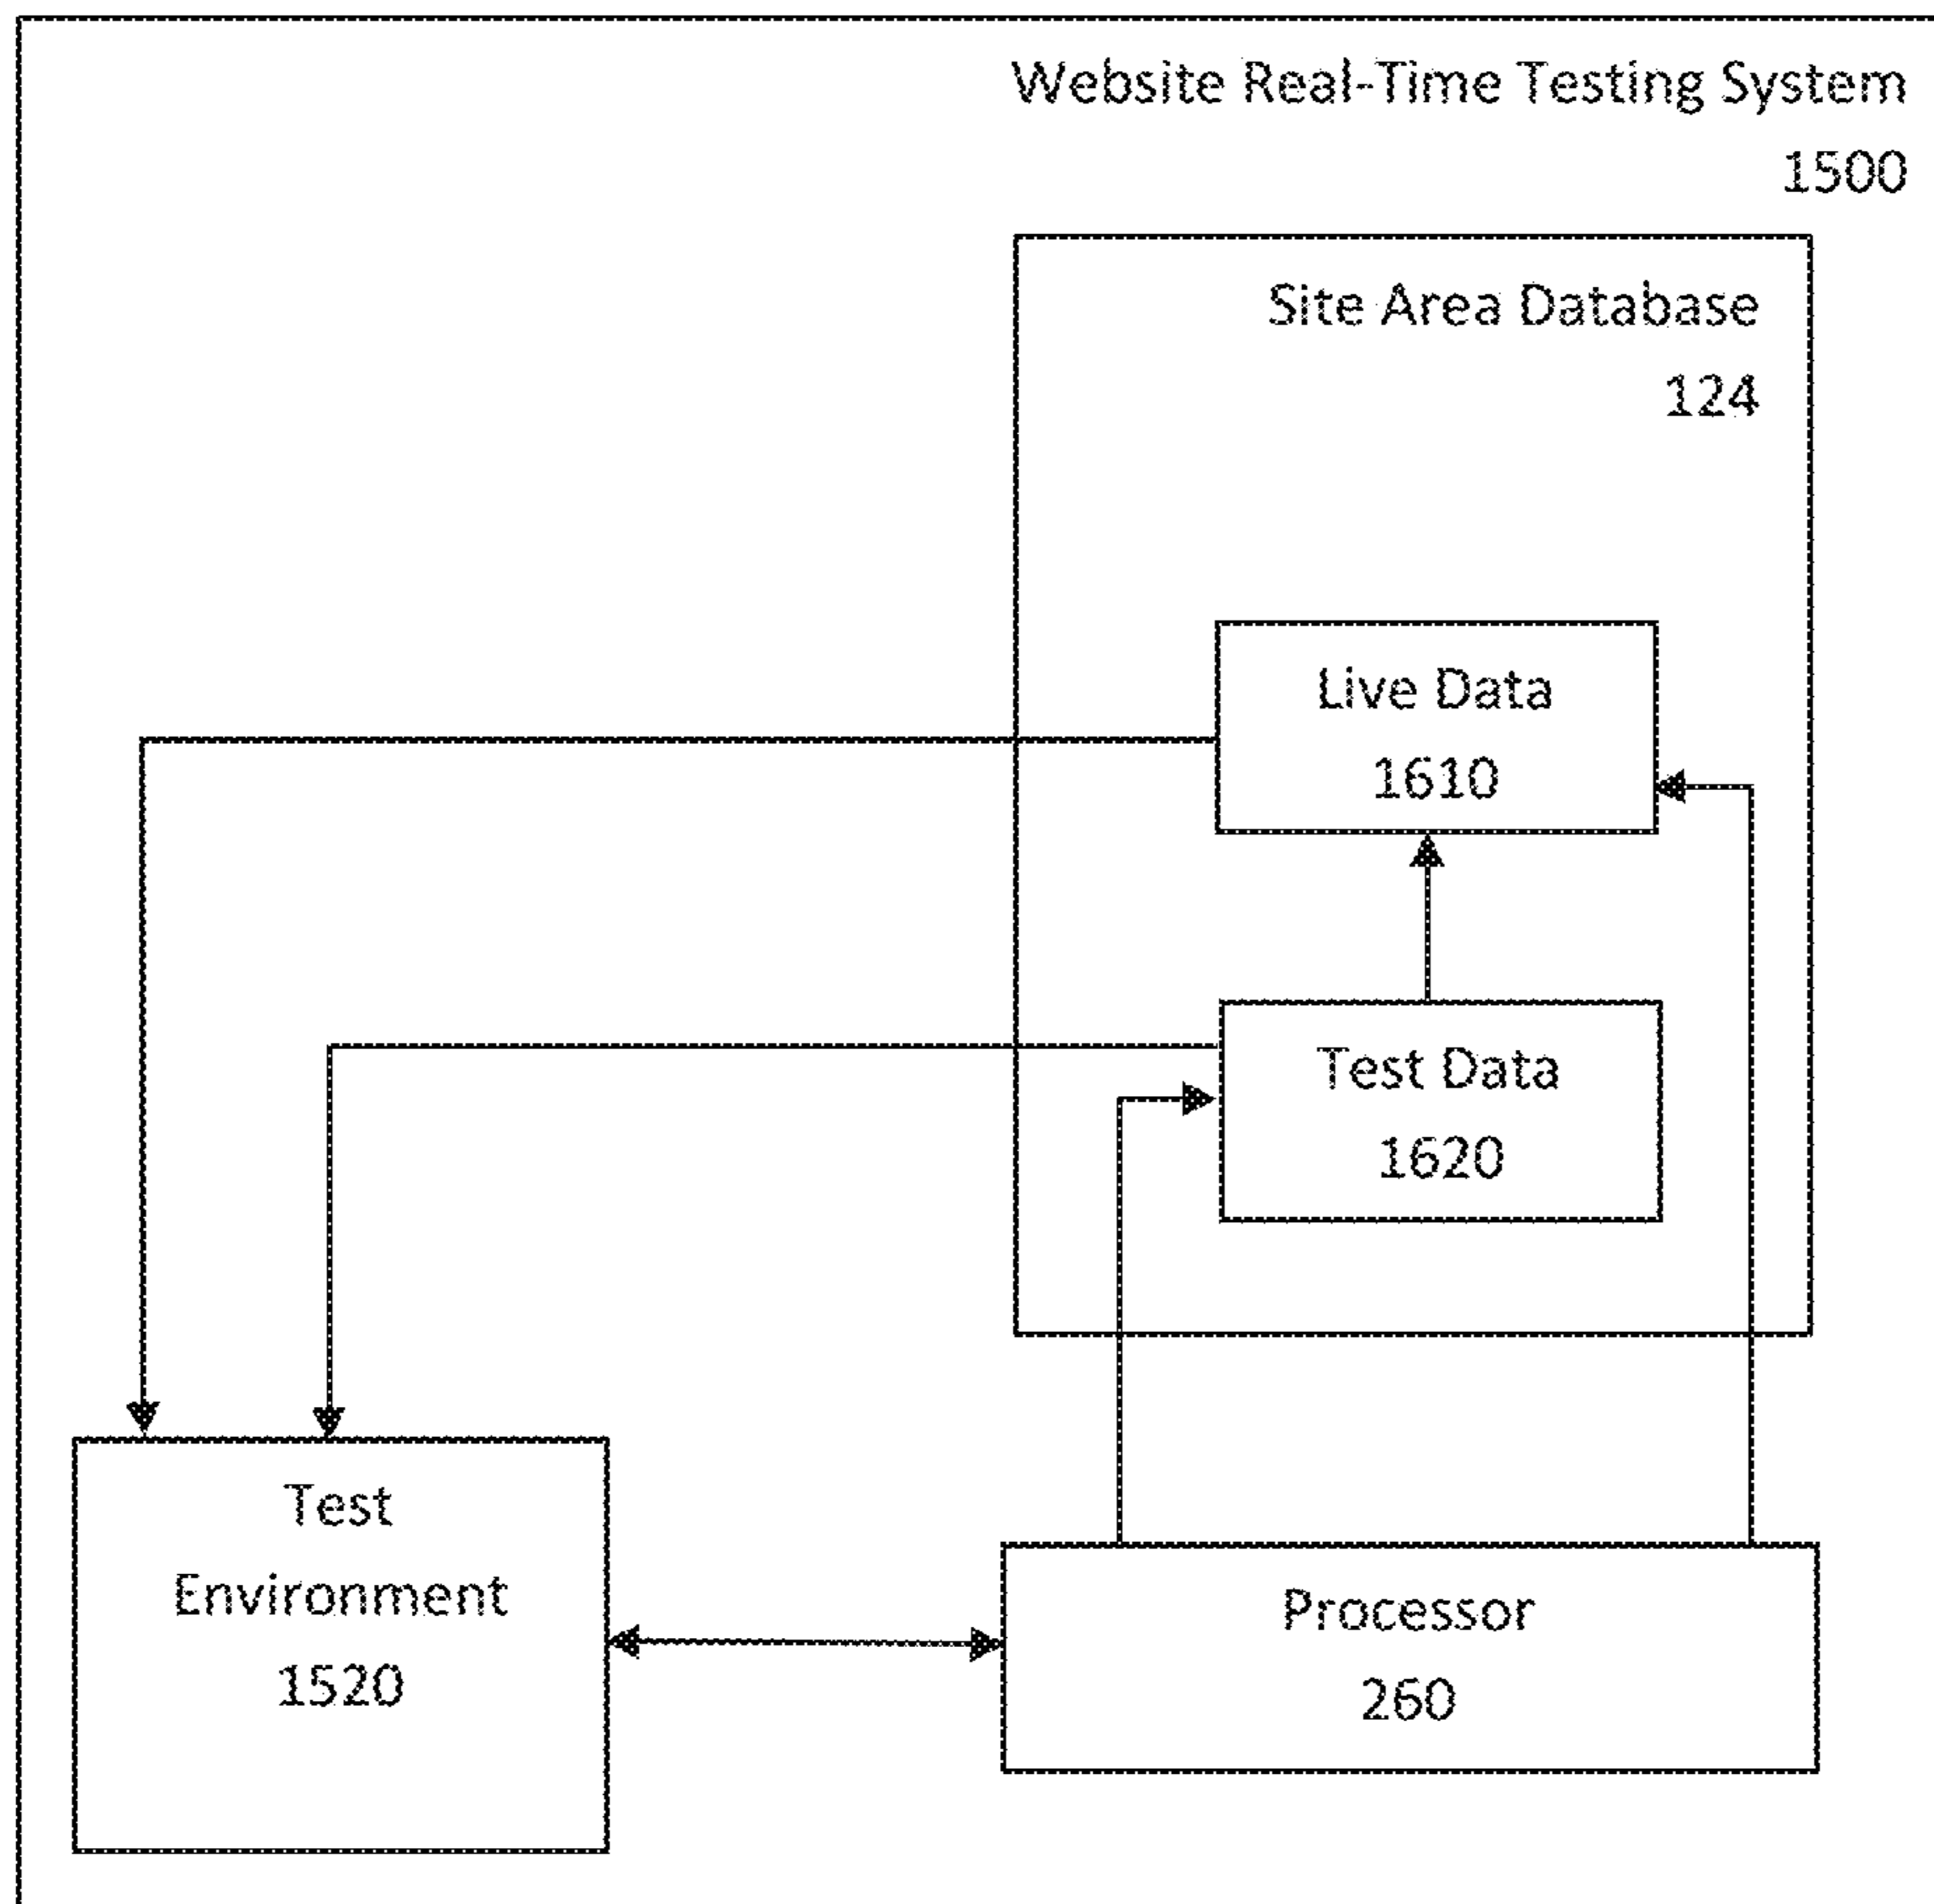 Website Real-Time Testing System
1500
Site Area Database
124
Live Data
1610
Test Data
1620
Test
Environment
1520
Processor
260